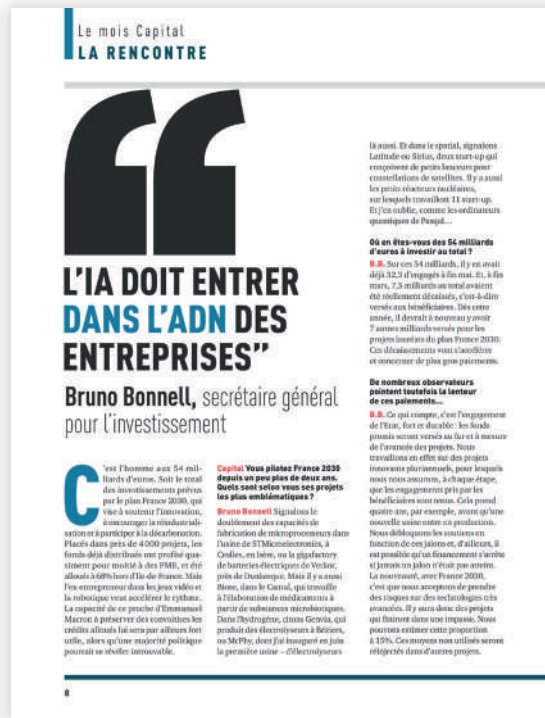 Le mois Capital
LA RENCONTRE
L'IA DOIT ENTRER
DANS L'ADN DES
ENTREPRISES”
Bruno Bonnell, secrétaire général
pour l'investissement
C'est l'homme aux 54 mil-
liards d'euros. Soit le total
des investissements prévus
par le plan France 2030, qui
vise à soutenir l'innovation,
à encourager la réindustriali-
sation et à participer à la décarbonation.
Placés dans près de 4 000 projets, les
fonds déjà distribués ont profité quasi-
ment pour moitié à des PME, et été
alloués à 68% hors d'Ile-de-France. Mais
l'ex-entrepreneur dans les jeux vidéo et
la robotique veut accélérer le rythme.
La capacité de ce proche d'Emmanuel
Macron à préserver des convoitises les
crédits alloués lui sera par ailleurs fort
utile, alors qu'une majorité politique
pourrait se révéler introuvable.
Capital Vous pilotez France 2030
depuis un peu plus de deux ans.
Quels sont selon vous ses projets
les plus emblématiques ?
Bruno Bonnell Signalons le
doublement des capacités de
fabrication de microprocesseurs dans
l'usine de STMicroelectronics, à
Crolles, en Isère, ou la gigafactory
de batteries électriques de Verkor,
près de Dunkerque. Mais il y a aussi
Biose, dans le Cantal, qui travaille
à l'élaboration de médicaments à
partir de substances microbiotiques.
Dans l'hydrogène, citons Genvia, qui
produit des électrolyseurs à Béziers,
ou McPhy, dont j'ai inauguré en juin
la première usine – d'électrolyseurs
là aussi. Et dans le spatial, signalons
Latitude ou Sirius, deux start-up qui
conçoivent de petits lanceurs pour
constellations de satellites. Il y a aussi
les petits réacteurs nucléaires,
sur lesquels travaillent 11 start-up.
Et j'en oublie, comme les ordinateurs
quantiques de Pasqal…
Où en êtes-vous des 54 milliards
d'euros à investir au total ?
B.B. Sur ces 54 milliards, il y en avait
déjà 32,3 d'engagés à fin mai. Et, à fin
mars, 7,5 milliards au total avaient
été réellement décaissés, c'est-à-dire
versés aux bénéficiaires. Dès cette
année, il devrait à nouveau y avoir
7 autres milliards versés pour les
projets lauréats du plan France 2030.
Ces décaissements vont s'accélérer
et concerner de plus gros paiements.
De nombreux observateurs
pointent toutefois la lenteur
de ces paiements…
B.B. Ce qui compte, c'est l'engagement
de l'Etat, fort et durable : les fonds
promis seront versés au fur et à mesure
de l'avancée des projets. Nous
travaillons en effet sur des projets
innovants pluriannuels, pour lesquels
nous nous assurons, à chaque étape,
que les engagements pris par les
bénéficiaires sont tenus. Cela prend
quatre ans, par exemple, avant qu'une
nouvelle usine entre en production.
Nous débloquons les soutiens en
fonction de ces jalons et, d'ailleurs, il
est possible qu'un financement s'arrête
si jamais un jalon n'était pas atteint.
La nouveauté, avec France 2030,
c'est que nous acceptons de prendre
des risques sur des technologies très
avancées. Il y aura donc des projets
qui finiront dans une impasse. Nous
pouvons estimer cette proportion
à 15%. Ces moyens non utilisés seront
réinjectés dans d'autres projets.
8